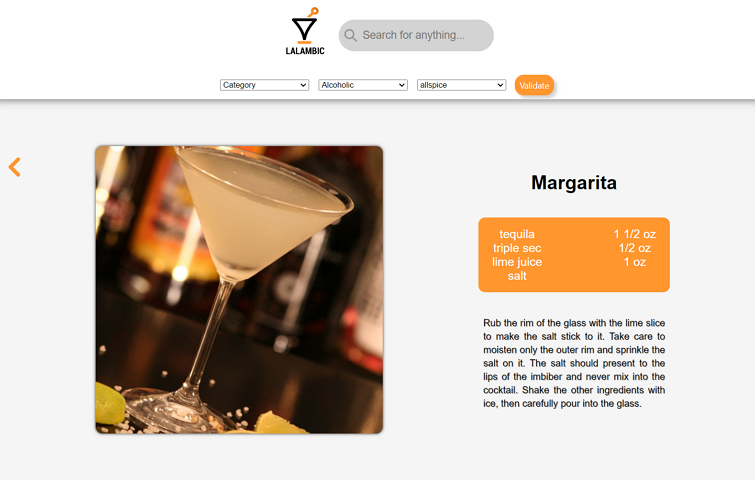 LALAMBIC
Search for anything...
Category Alcoholic allspice Validate
Margarita
tequila 1 1/2 oz
triple sec 1/2 oz
lime juice 1 oz
salt
Rub the rim of the glass with the lime slice
to make the salt stick to it. Take care to
moisten only the outer rim and sprinkle the
salt on it. The salt should present to the
lips of the imbiber and never mix into the
cocktail. Shake the other ingredients with
ice, then carefully pour into the glass.